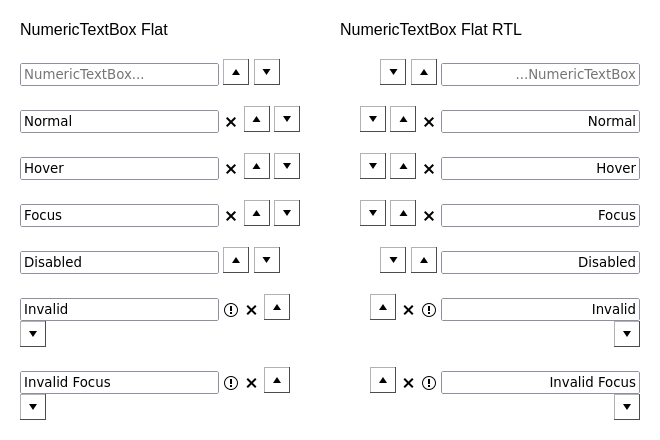 NumericTextBox Flat
NumericTextBox...
Normal
Hover
Focus
Disabled
Invalid
Invalid Focus
NumericTextBox Flat RTL
...NumericTextBox
Normal
Hover
Focus
Disabled
Invalid
Invalid Focus